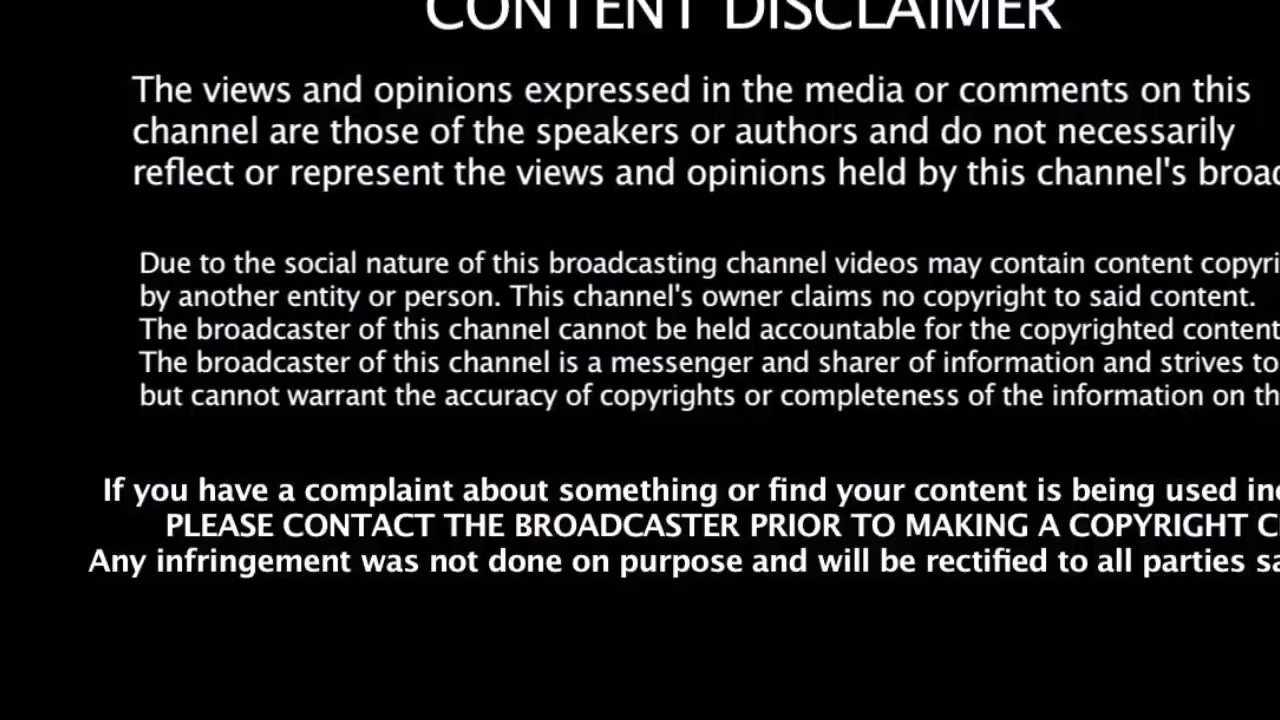 CONTENT DISCLAIMER
The views and opinions expressed in the media or comments on this
channel are those of the speakers or authors and do not necessarily
reflect or represent the views and opinions held by this channel's
Due to the social nature of this broadcasting channel videos may contain content
by another entity or person. This channel's owner claims no copyright to said content.
The broadcaster of this channel cannot be held accountable for the copyrighted content
The broadcaster of this channel is a messenger and sharer of information and strives to
but cannot warrant the accuracy of copyrights or completeness of the information on
If you have a complaint about something or find your content is being used
PLEASE CONTACT THE BROADCASTER PRIOR TO MAKING A COPYRIGHT
Any infringement was not done on purpose and will be rectified to all parties